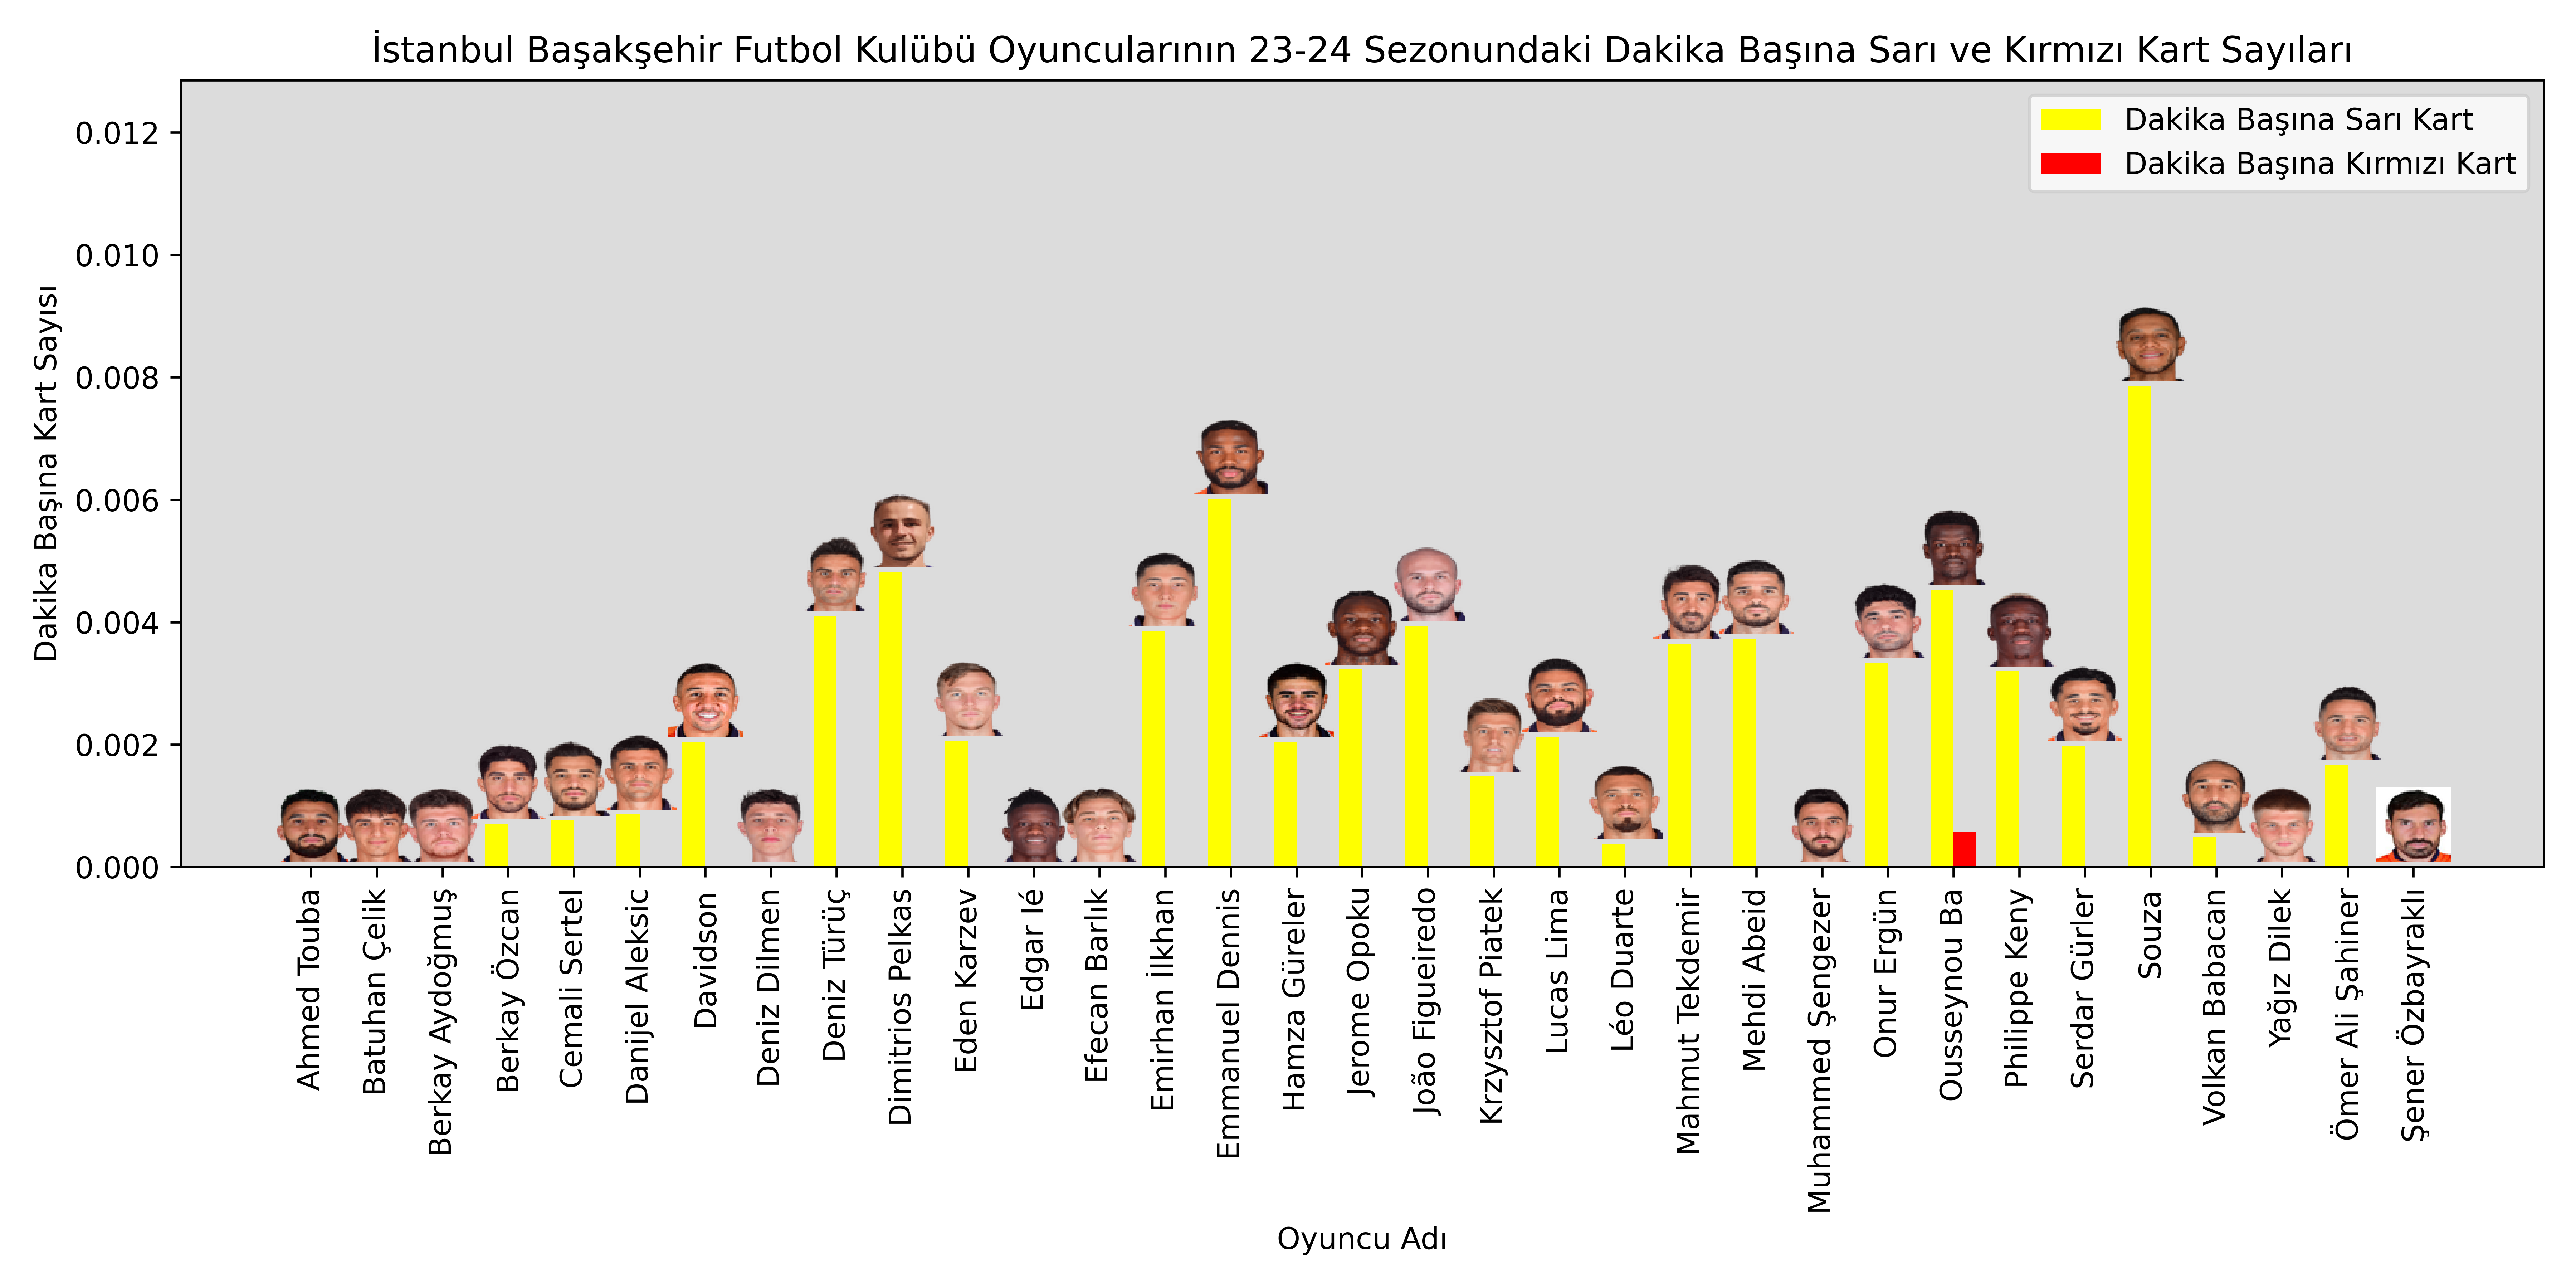 İstanbul Başakşehir Futbol Kulübü Oyuncularının 23-24 Sezonundaki Dakika Başına Sarı ve Kırmızı Kart Sayıları
Dakika Başına Sarı Kart
Dakika Başına Kırmızı Kart
Dakika Başına Kart Sayısı
0.012
0.010
0.008
0.006
0.004
0.002
0.000
Ahmed Touba
Batuhan Çelik
Berkay Aydoğmuş
Berkay Özcan
Cemali Sertel
Danijel Aleksic
Davidson
Deniz Dilmen
Deniz Türüç
Dimitrios Pelkas
Eden Karzev
Edgar Ié
Efecan Barlık
Emirhan İlkhan
Emmanuel Dennis
Hamza Güreler
Jerome Opoku
João Figueiredo
Krzysztof Piatek
Lucas Lima
Léo Duarte
Mahmut Tekdemir
Mehdi Abeid
Muhammed Şengezer
Onur Ergün
Ousseynou Ba
Philippe Keny
Serdar Gürler
Souza
Volkan Babacan
Yağız Dilek
Ömer Ali Şahiner
Şener Özbayraklı
Oyuncu Adı